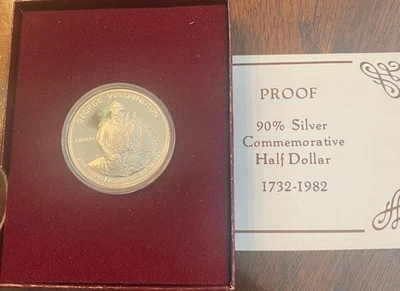 GEORGE WASHINGTON
LIBERTY
PROOF
90% Silver
Commemorative
Half Dollar
1732-1982